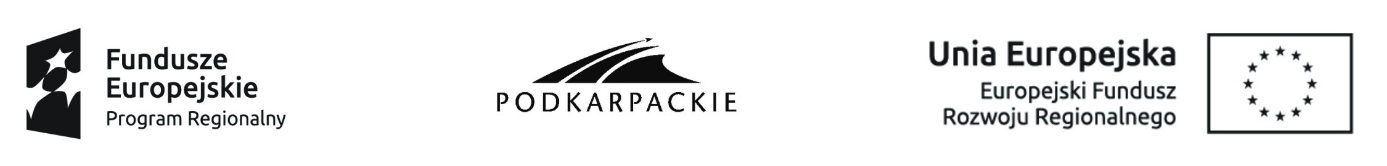 Fundusze
Europejskie
Program Regionalny
PODKARPACKIE
Unia Europejska
Europejski Fundusz
Rozwoju Regionalnego